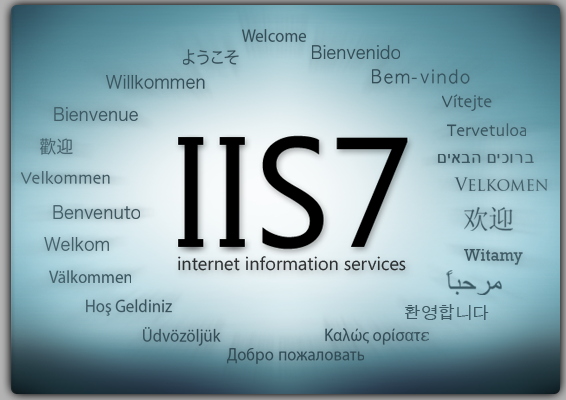 Welcome
ようこそ
Bienvenido
Willkommen
Bem-vindo
Bienvenue
Vítejte
歡迎
Tervetuloa
ברוכים הבאים
Velkommen
VELKOMEN
Benvenuto
欢迎
Welkom
Witamy
Välkommen
مرحباً
Hoş Geldiniz
환영합니다
Üdvözöljük
Καλώς ορίσατε
Добро пожаловать
IIS7
internet information services